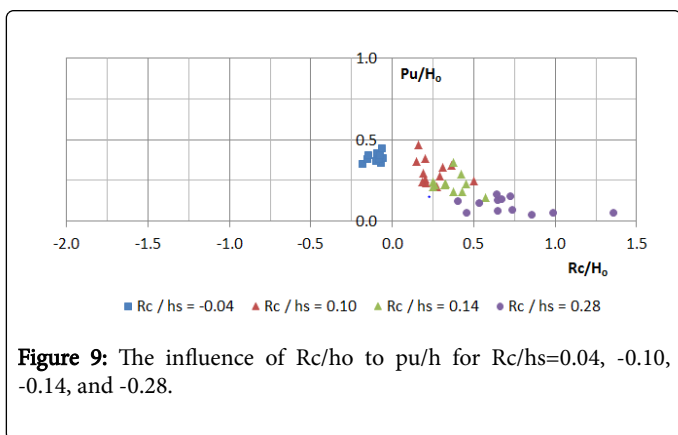 1.0
Pu/Hₒ
0.5
0.0
-2.0 -1.5 -1.0 -0.5 0.0 0.5 1.0 1.5
Rc/Hₒ
Rc / hs = -0.04 Rc / hs = 0.10 Rc / hs = 0.14 Rc / hs = 0.28
Figure 9: The influence of Rc/ho to pu/h for Rc/hs=0.04, -0.10,
-0.14, and -0.28.